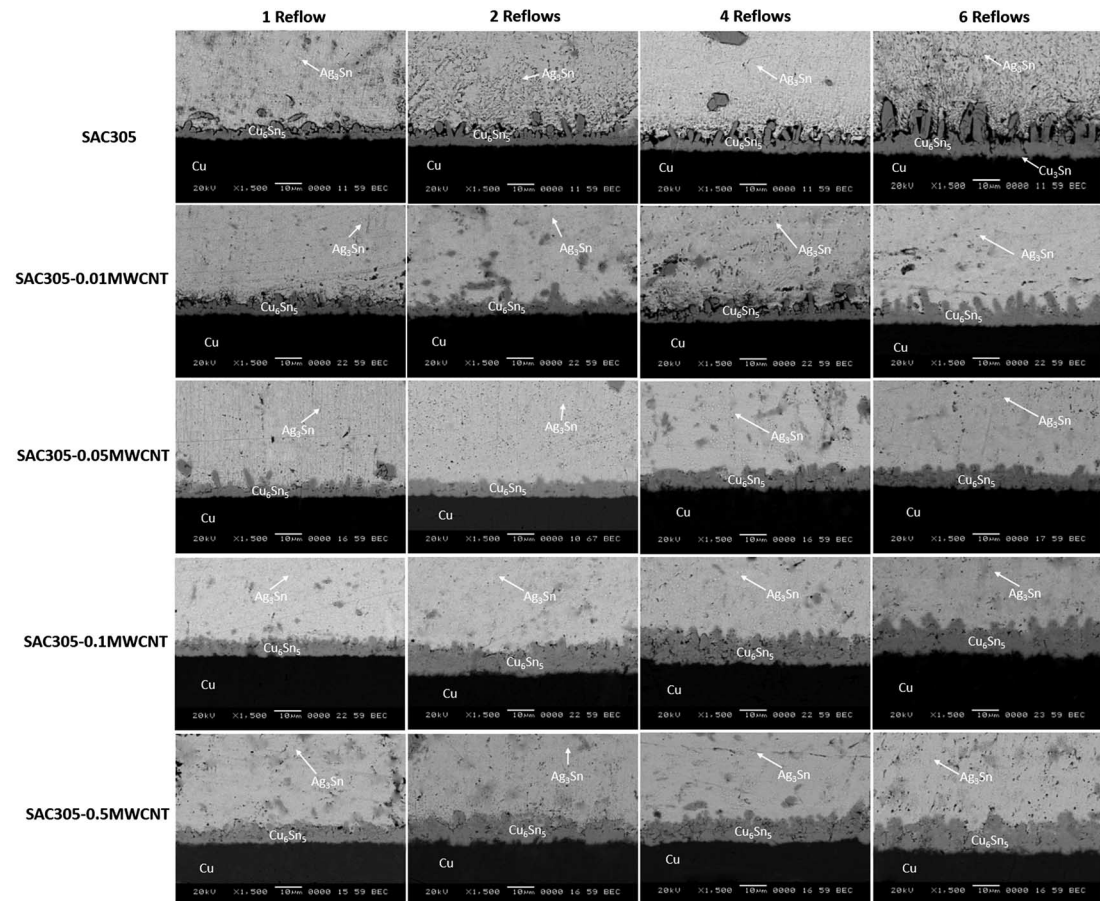 1 Reflow 2 Reflows 4 Reflows 6 Reflows
SAC305
Ag₃Sn Ag₃Sn Ag₃Sn Ag₃Sn
Cu₆Sn₅ Cu₆Sn₅ Cu₆Sn₅ Cu₆Sn₅
Cu Cu Cu Cu₃Sn Cu
20kV X1,500 10µm 0000 11 59 BEC 20kV X1,500 10µm 0000 11 59 BEC 20kV X1,500 10µm 0000 11 59 BEC 20kV X1,500 10µm 0000 11 59 BEC
SAC305-0.01MWCNT
Ag₃Sn Ag₃Sn Ag₃Sn Ag₃Sn
Cu₆Sn₅ Cu₆Sn₅ Cu₆Sn₅ Cu₆Sn₅
Cu Cu Cu Cu
20kV X1,500 10µm 0000 22 59 BEC 20kV X1,500 10µm 0000 22 59 BEC 20kV X1,500 10µm 0000 22 59 BEC 20kV X1,500 10µm 0000 22 59 BEC
SAC305-0.05MWCNT
Ag₃Sn Ag₃Sn Ag₃Sn Ag₃Sn
Cu₆Sn₅ Cu₆Sn₅ Cu₆Sn₅ Cu₆Sn₅
Cu Cu Cu Cu
20kV X1,500 10µm 0000 16 59 BEC 20kV X1,500 10µm 0000 10 67 BEC 20kV X1,500 10µm 0000 16 59 BEC 20kV X1,500 10µm 0000 17 59 BEC
SAC305-0.1MWCNT
Ag₃Sn Ag₃Sn Ag₃Sn Ag₃Sn
Cu₆Sn₅ Cu₆Sn₅ Cu₆Sn₅ Cu₆Sn₅
Cu Cu Cu Cu
20kV X1,500 10µm 0000 22 59 BEC 20kV X1,500 10µm 0000 22 59 BEC 20kV X1,500 10µm 0000 22 59 BEC 20kV X1,500 10µm 0000 23 59 BEC
SAC305-0.5MWCNT
Ag₃Sn Ag₃Sn Ag₃Sn Ag₃Sn
Cu₆Sn₅ Cu₆Sn₅ Cu₆Sn₅ Cu₆Sn₅
Cu Cu Cu Cu
20kV X1,500 10µm 0000 15 59 BEC 20kV X1,500 10µm 0000 16 59 BEC 20kV X1,500 10µm 0000 16 59 BEC 20kV X1,500 10µm 0000 16 59 BEC